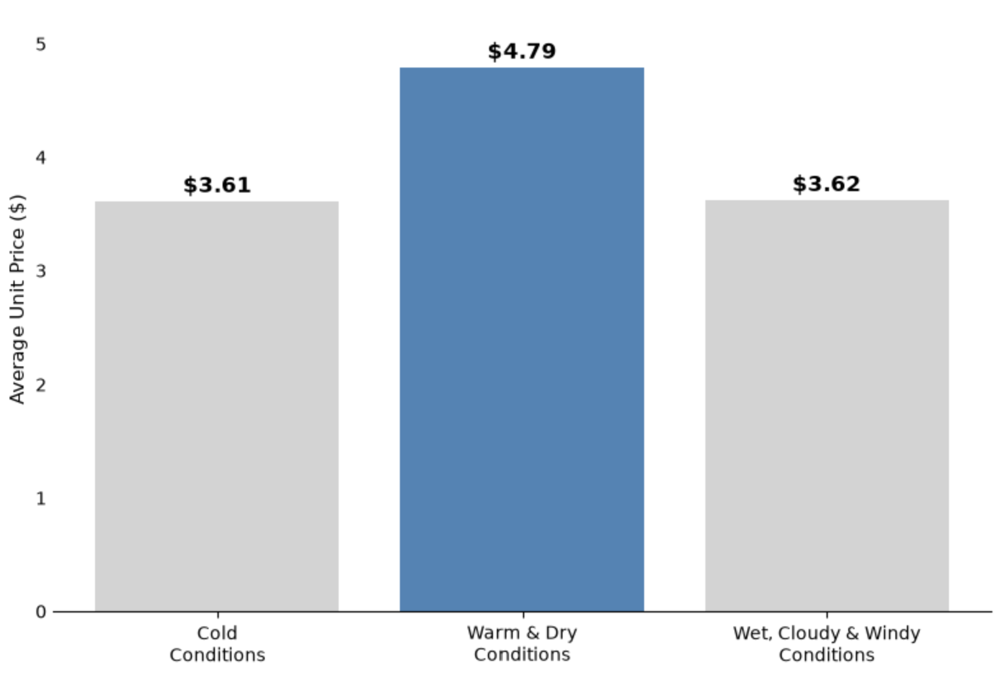 Average Unit Price ($)
5
4
3
2
1
0
$3.61
$4.79
$3.62
Cold
Conditions
Warm & Dry
Conditions
Wet, Cloudy & Windy
Conditions